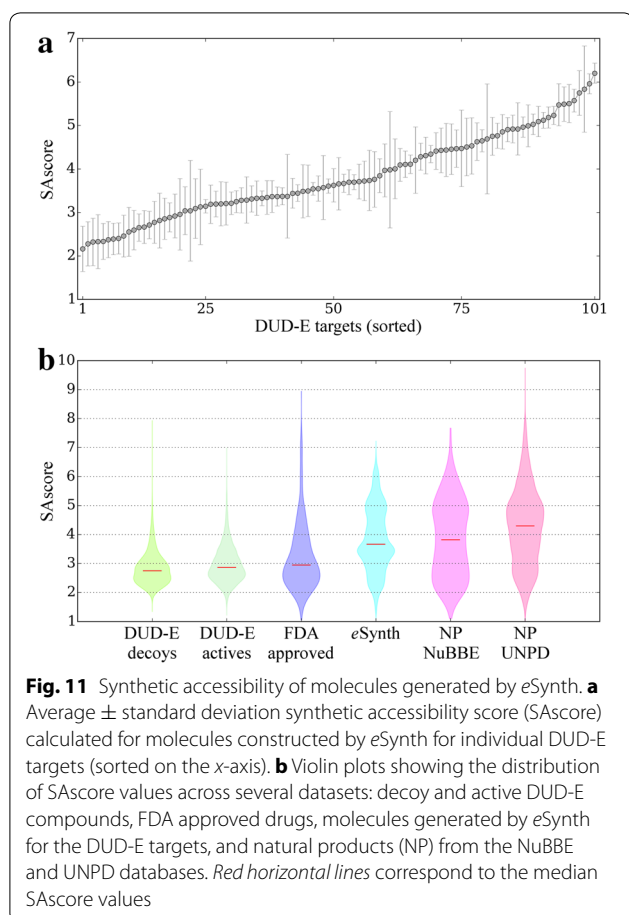 a
7
6
5
4
3
2
1
SAscore
1 25 50 75 101
DUD-E targets (sorted)
b
10
9
8
7
6
5
4
3
2
1
SAscore
DUD-E decoys
DUD-E actives
FDA approved
eSynth
NP NuBBE
NP UNPD
Fig. 11 Synthetic accessibility of molecules generated by eSynth. a
Average ± standard deviation synthetic accessibility score (SAscore)
calculated for molecules constructed by eSynth for individual DUD-E
targets (sorted on the x-axis). b Violin plots showing the distribution
of SAscore values across several datasets: decoy and active DUD-E
compounds, FDA approved drugs, molecules generated by eSynth
for the DUD-E targets, and natural products (NP) from the NuBBE
and UNPD databases. Red horizontal lines correspond to the median
SAscore values